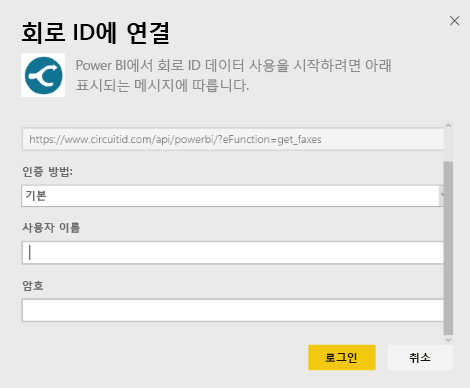 회로 ID에 연결
Power BI에서 회로 ID 데이터 사용을 시작하려면 아래
표시되는 메시지에 따릅니다.
https://www.circuitid.com/api/powerbi/?eFunction=get_faxes
인증 방법:
기본
사용자 이름
암호
로그인
취소